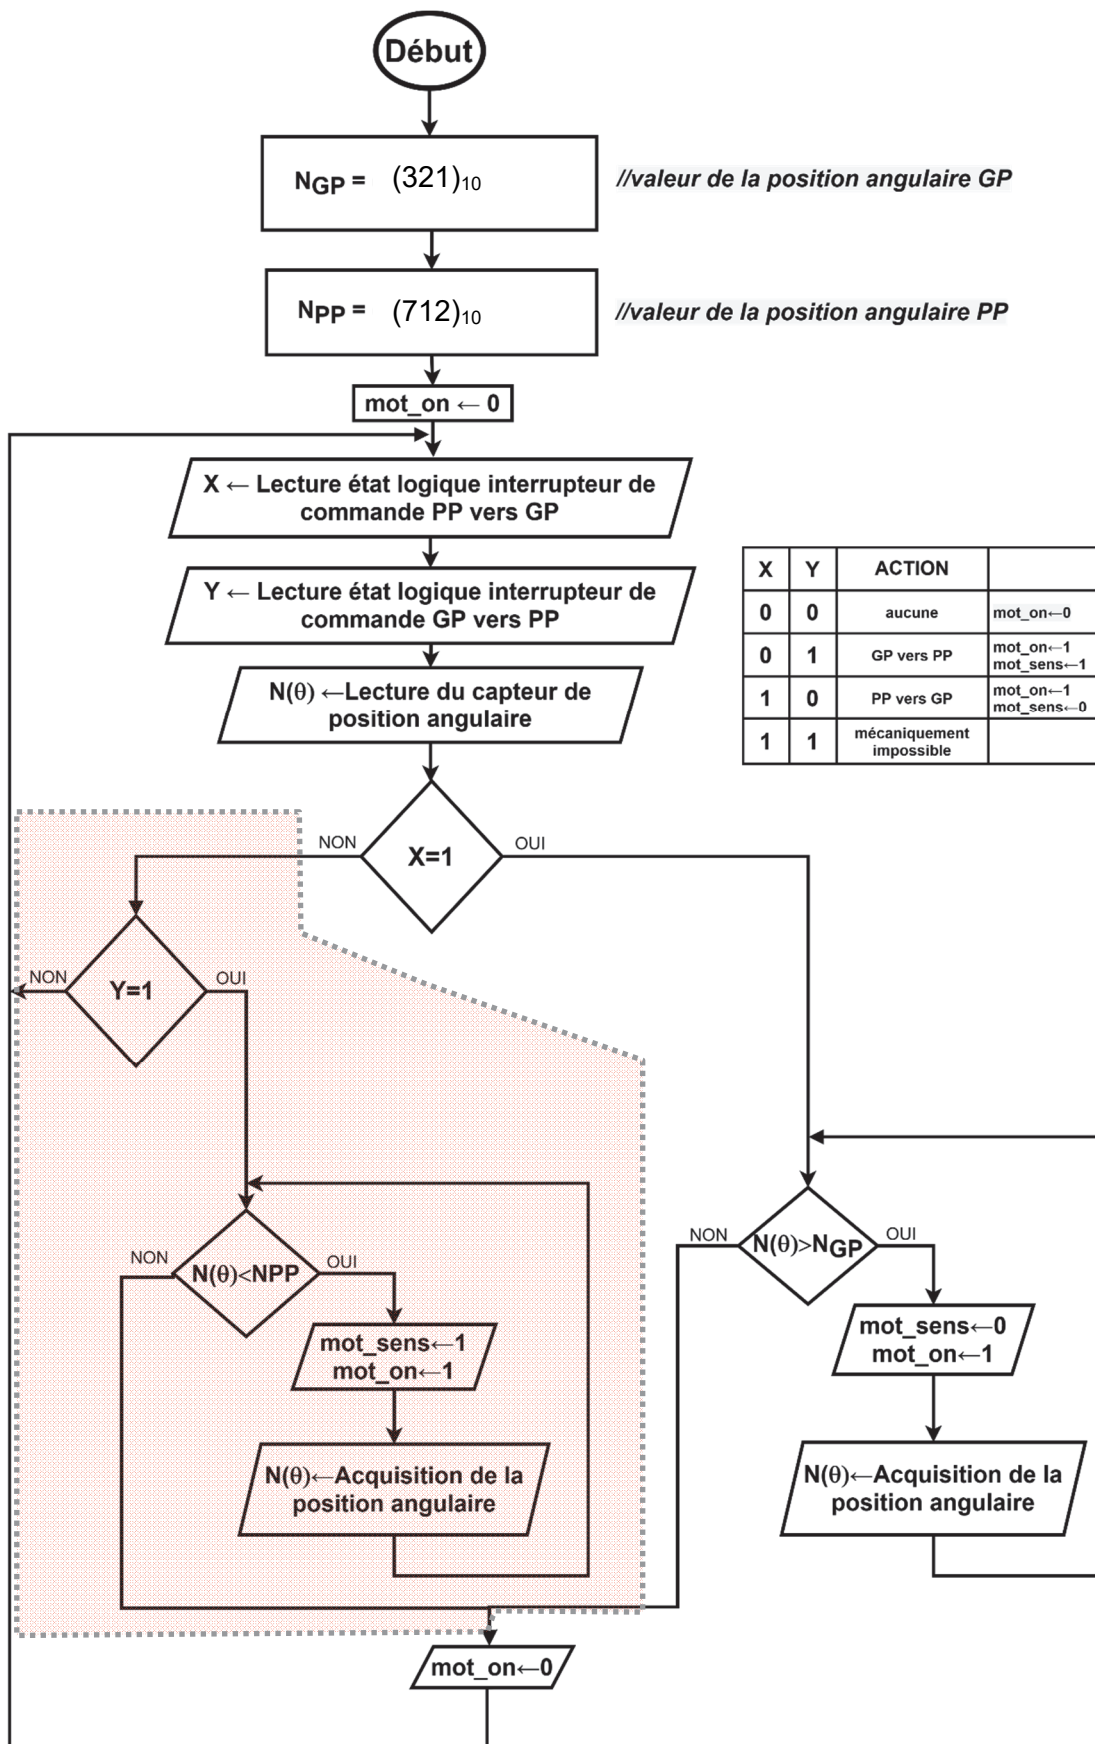 Début
NGP = (321)10
//valeur de la position angulaire GP
NPP = (712)10
//valeur de la position angulaire PP
mot_on ← 0
X ← Lecture état logique interrupteur de
commande PP vers GP
Y ← Lecture état logique interrupteur de
commande GP vers PP
N(θ) ←Lecture du capteur de
position angulaire
X Y ACTION
0 0 aucune mot_on←0
0 1 GP vers PP mot_on←1
mot_sens←1
1 0 PP vers GP mot_on←1
mot_sens←0
1 1 mécaniquement
impossible
NON
X=1
OUI
NON
Y=1
OUI
NON
N(θ)<NPP
OUI
mot_sens←1
mot_on←1
N(θ)←Acquisition de la
position angulaire
NON
N(θ)>NGP
OUI
mot_sens←0
mot_on←1
N(θ)←Acquisition de la
position angulaire
mot_on←0